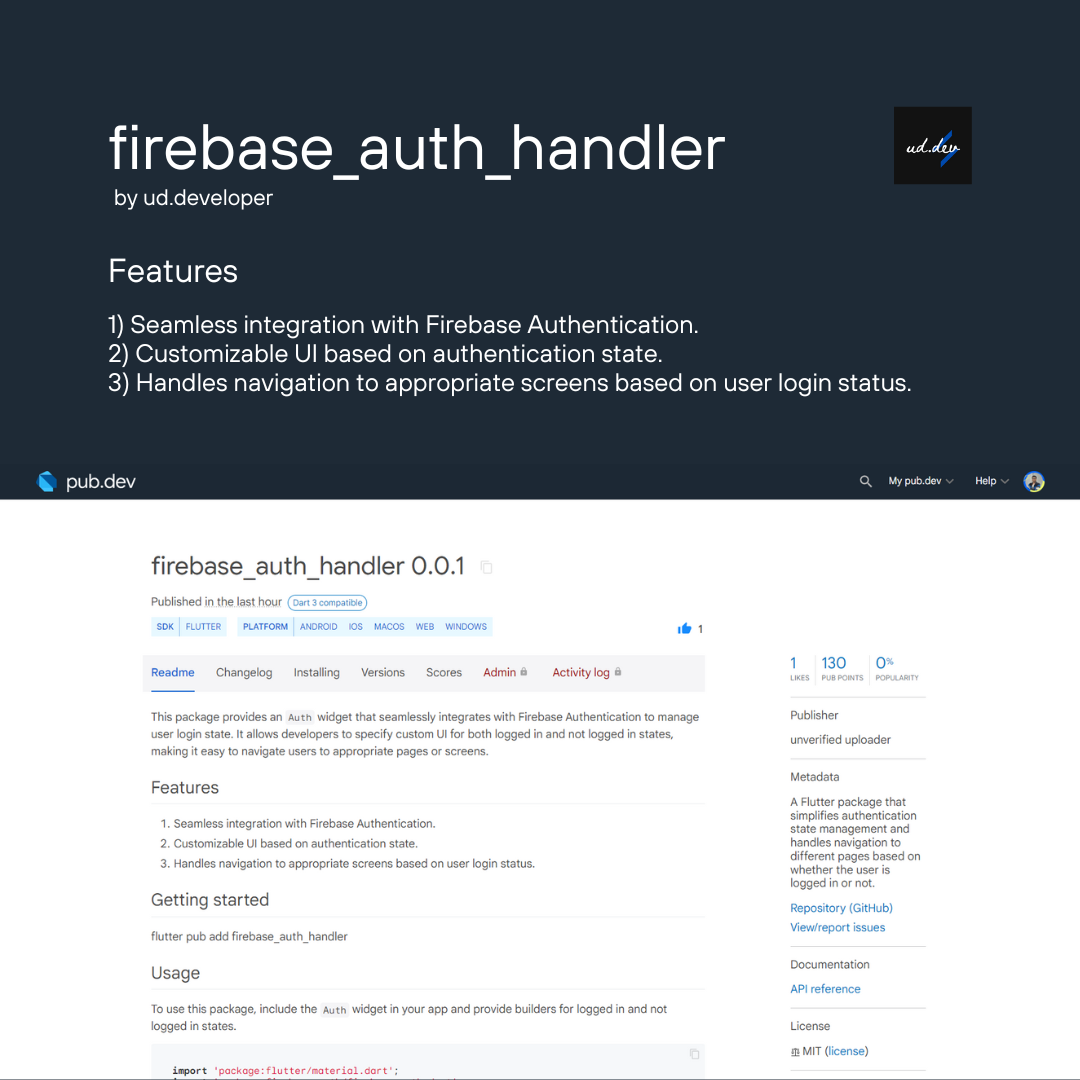 firebase_auth_handler
by ud.developer
ud.dev
Features
1) Seamless integration with Firebase Authentication.
2) Customizable UI based on authentication state.
3) Handles navigation to appropriate screens based on user login status.
pub.dev
My pub.dev
Help
firebase_auth_handler 0.0.1
Published in the last hour Dart 3 compatible
SDK FLUTTER PLATFORM ANDROID IOS MACOS WEB WINDOWS
1
Readme Changelog Installing Versions Scores Admin Activity log
This package provides an Auth widget that seamlessly integrates with Firebase Authentication to manage
user login state. It allows developers to specify custom UI for both logged in and not logged in states,
making it easy to navigate users to appropriate pages or screens.
Features
1. Seamless integration with Firebase Authentication.
2. Customizable UI based on authentication state.
3. Handles navigation to appropriate screens based on user login status.
Getting started
flutter pub add firebase_auth_handler
Usage
To use this package, include the Auth widget in your app and provide builders for logged in and not
logged in states.
import 'package:flutter/material.dart';
1 130 0%
LIKES PUB POINTS POPULARITY
Publisher
unverified uploader
Metadata
A Flutter package that
simplifies authentication
state management and
handles navigation to
different pages based on
whether the user is
logged in or not.
Repository (GitHub)
View/report issues
Documentation
API reference
License
MIT (license)